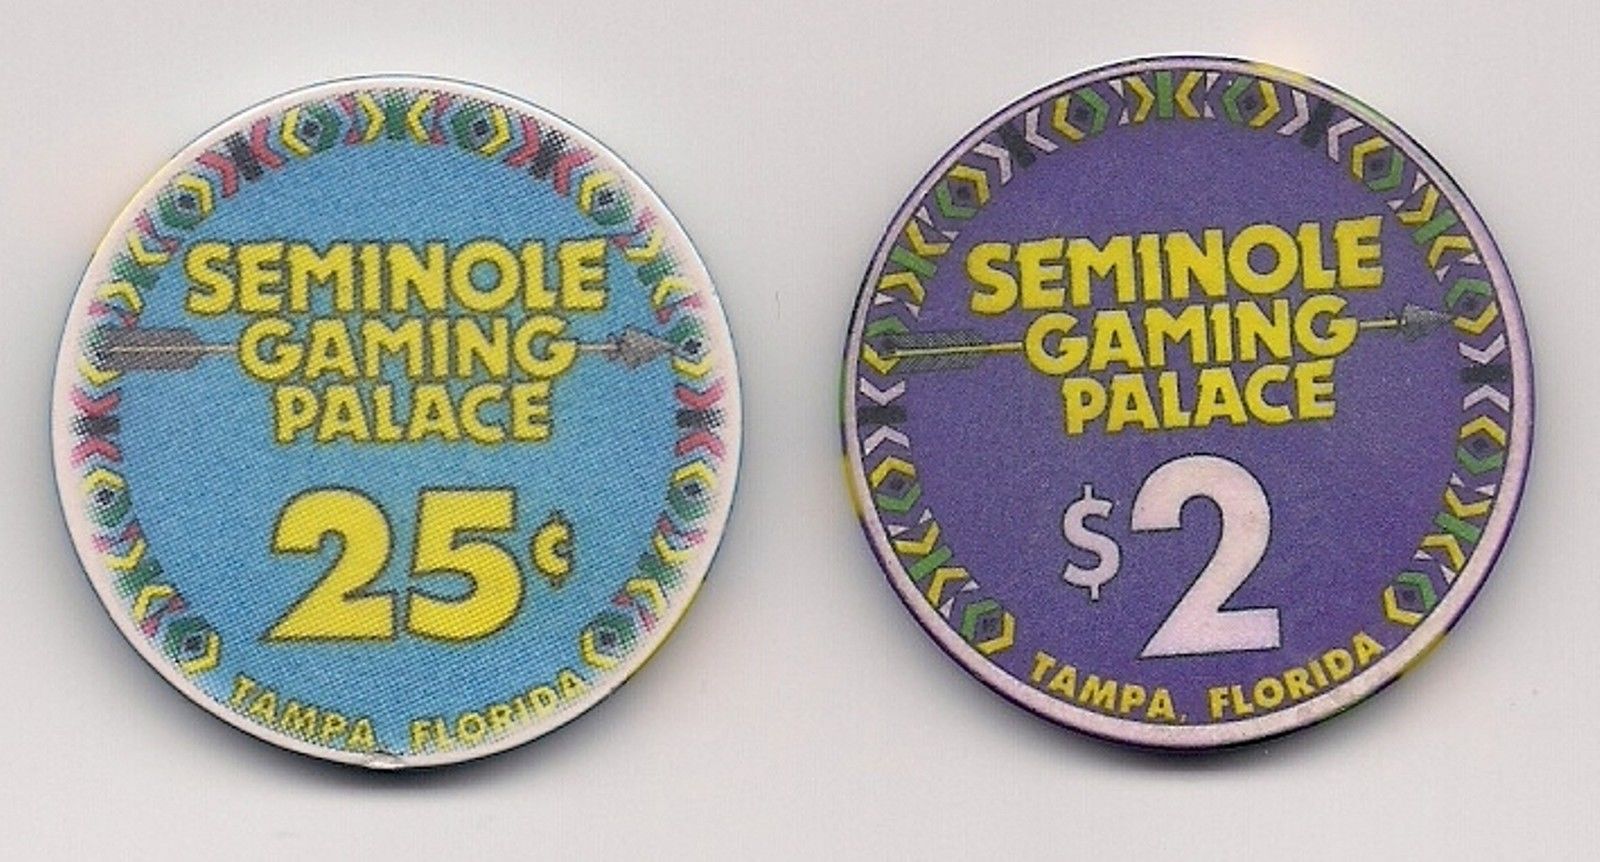 SEMINOLE
GAMING
PALACE
25¢
TAMPA, FLORIDA
SEMINOLE
GAMING
PALACE
$2
TAMPA, FLORIDA